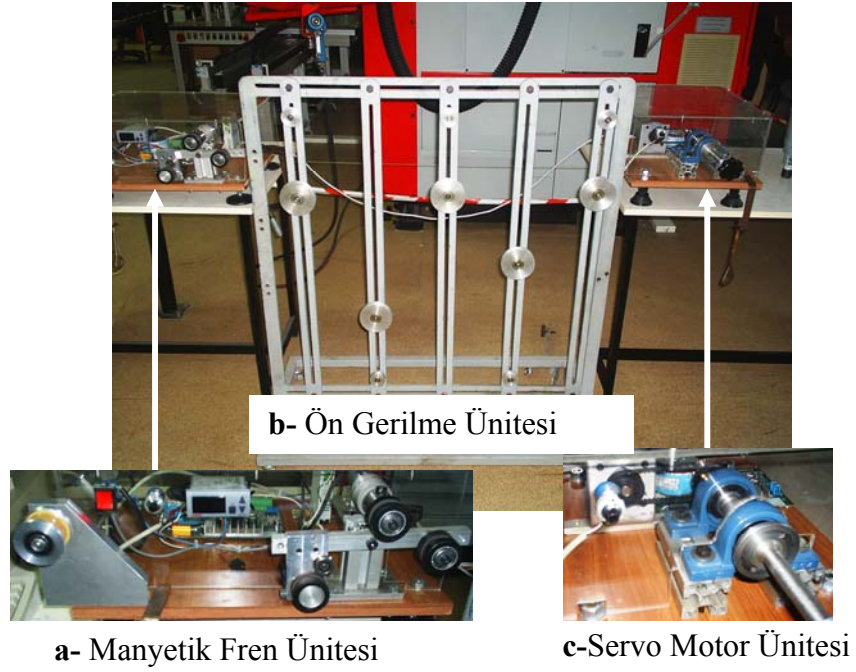 b- Ön Gerilme Ünitesi
a- Manyetik Fren Ünitesi
c-Servo Motor Ünitesi